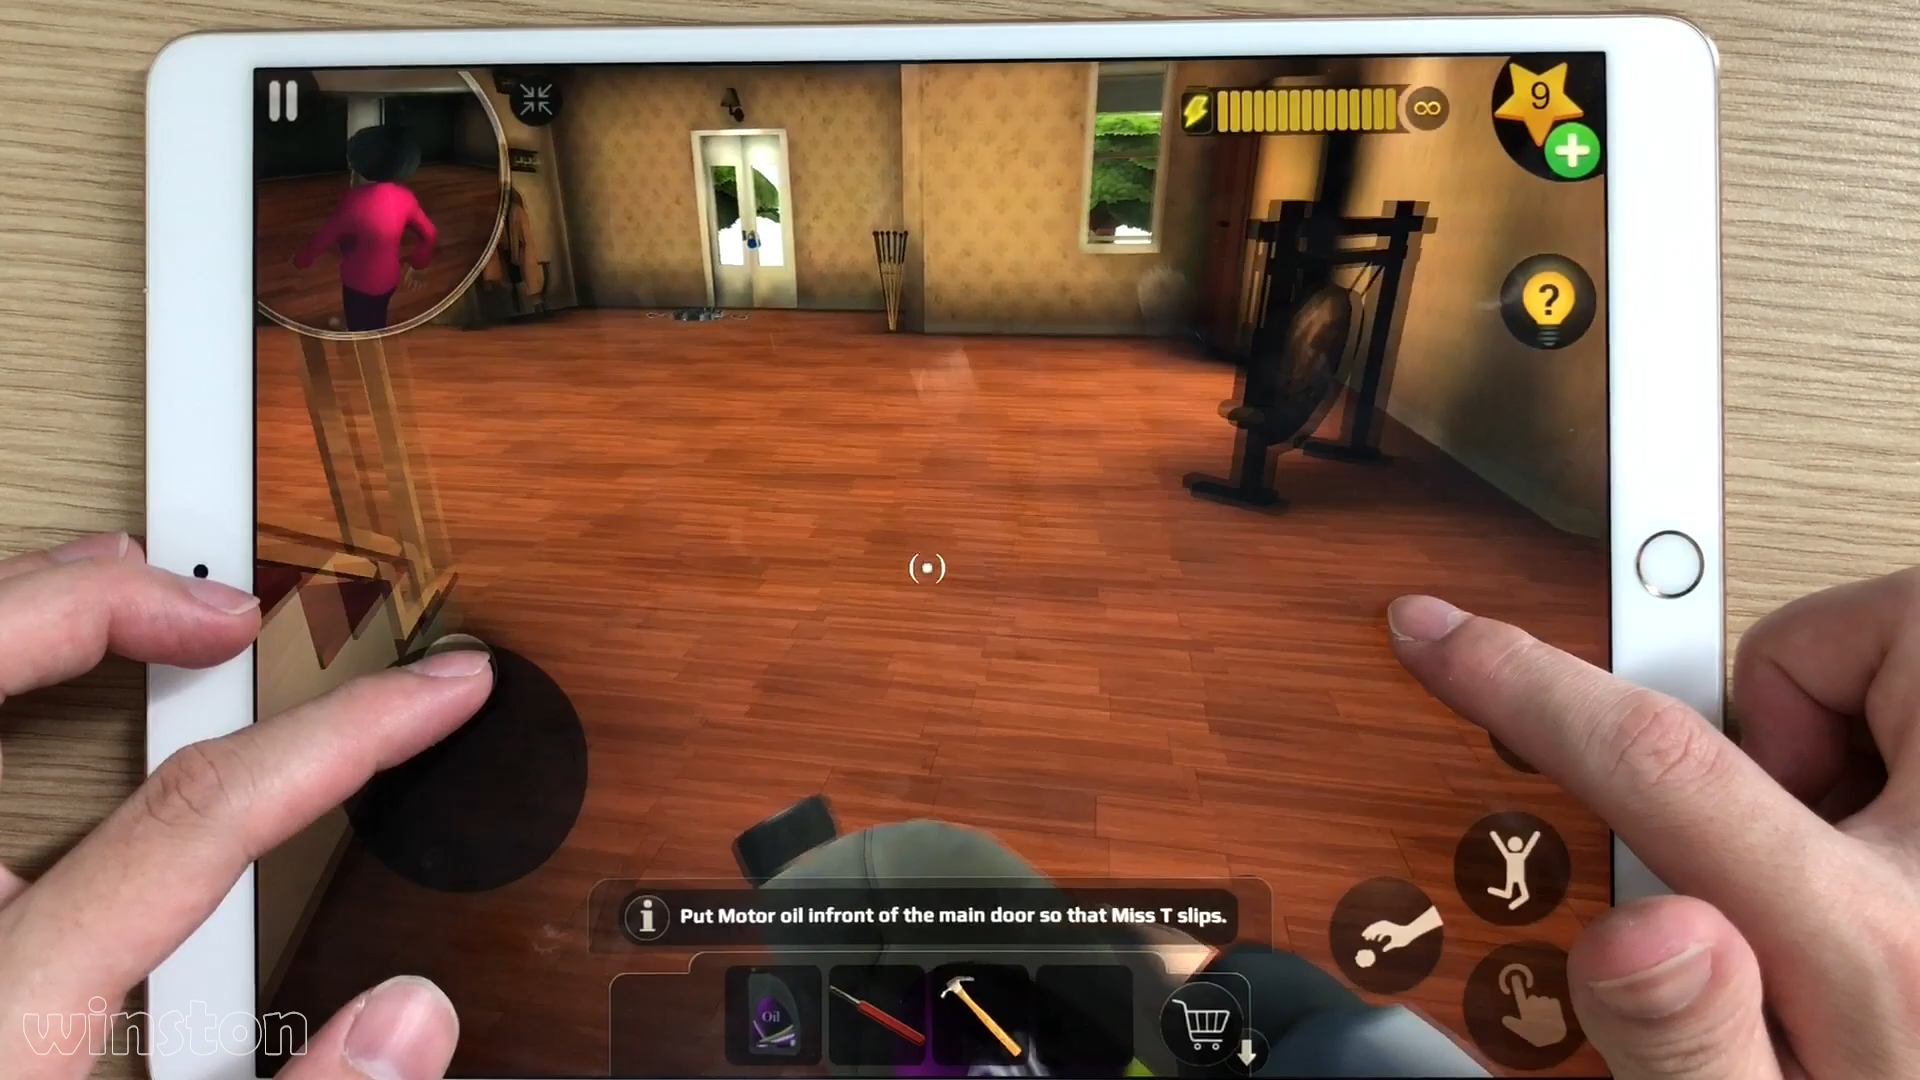 9
Put Motor oil infront of the main door so that Miss T slips.
Oil
winston